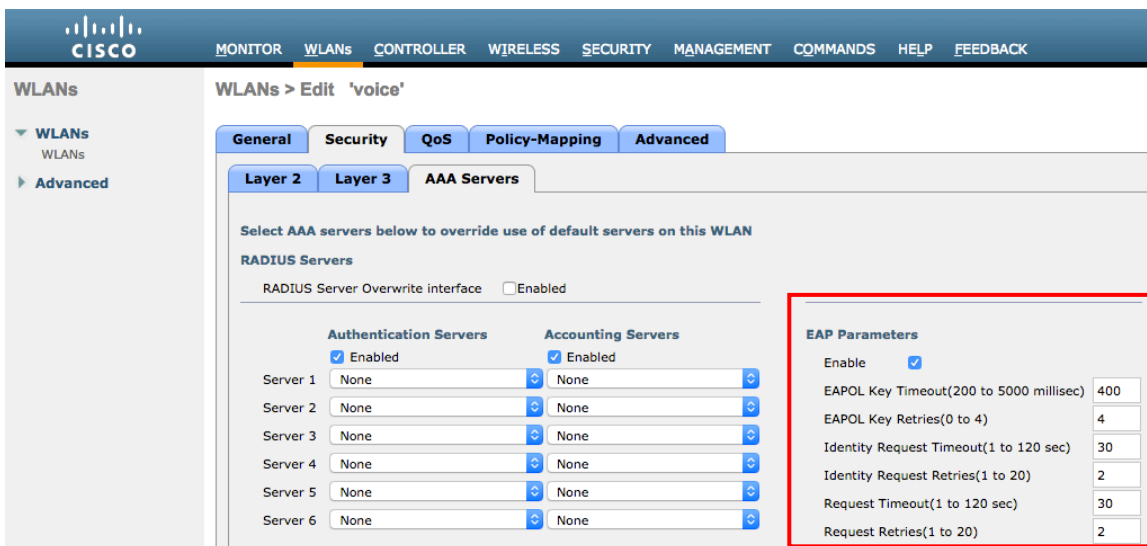 CISCO
MONITOR WLANs CONTROLLER WIRELESS SECURITY MANAGEMENT COMMANDS HELP FEEDBACK
WLANs
WLANs
WLANs
Advanced
WLANs > Edit 'voice'
General Security QoS Policy-Mapping Advanced
Layer 2 Layer 3 AAA Servers
Select AAA servers below to override use of default servers on this WLAN
RADIUS Servers
RADIUS Server Overwrite interface Enabled
Authentication Servers Accounting Servers
Enabled Enabled
Server 1 None None
Server 2 None None
Server 3 None None
Server 4 None None
Server 5 None None
Server 6 None None
EAP Parameters
Enable
EAPOL Key Timeout(200 to 5000 millisec) 400
EAPOL Key Retries(0 to 4) 4
Identity Request Timeout(1 to 120 sec) 30
Identity Request Retries(1 to 20) 2
Request Timeout(1 to 120 sec) 30
Request Retries(1 to 20) 2